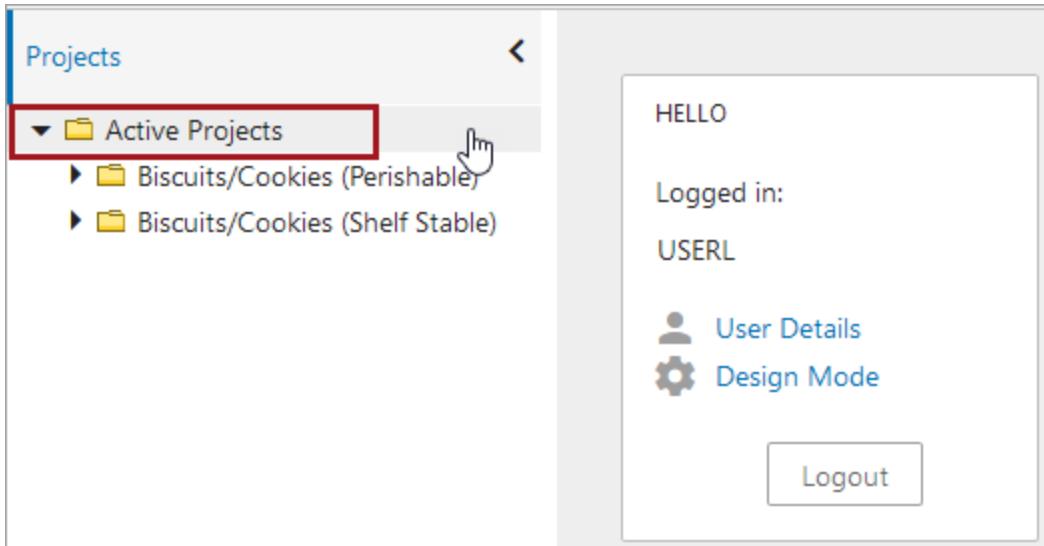 Projects
Active Projects
Biscuits/Cookies (Perishable)
Biscuits/Cookies (Shelf Stable)
HELLO
Logged in:
USERL
User Details
Design Mode
Logout